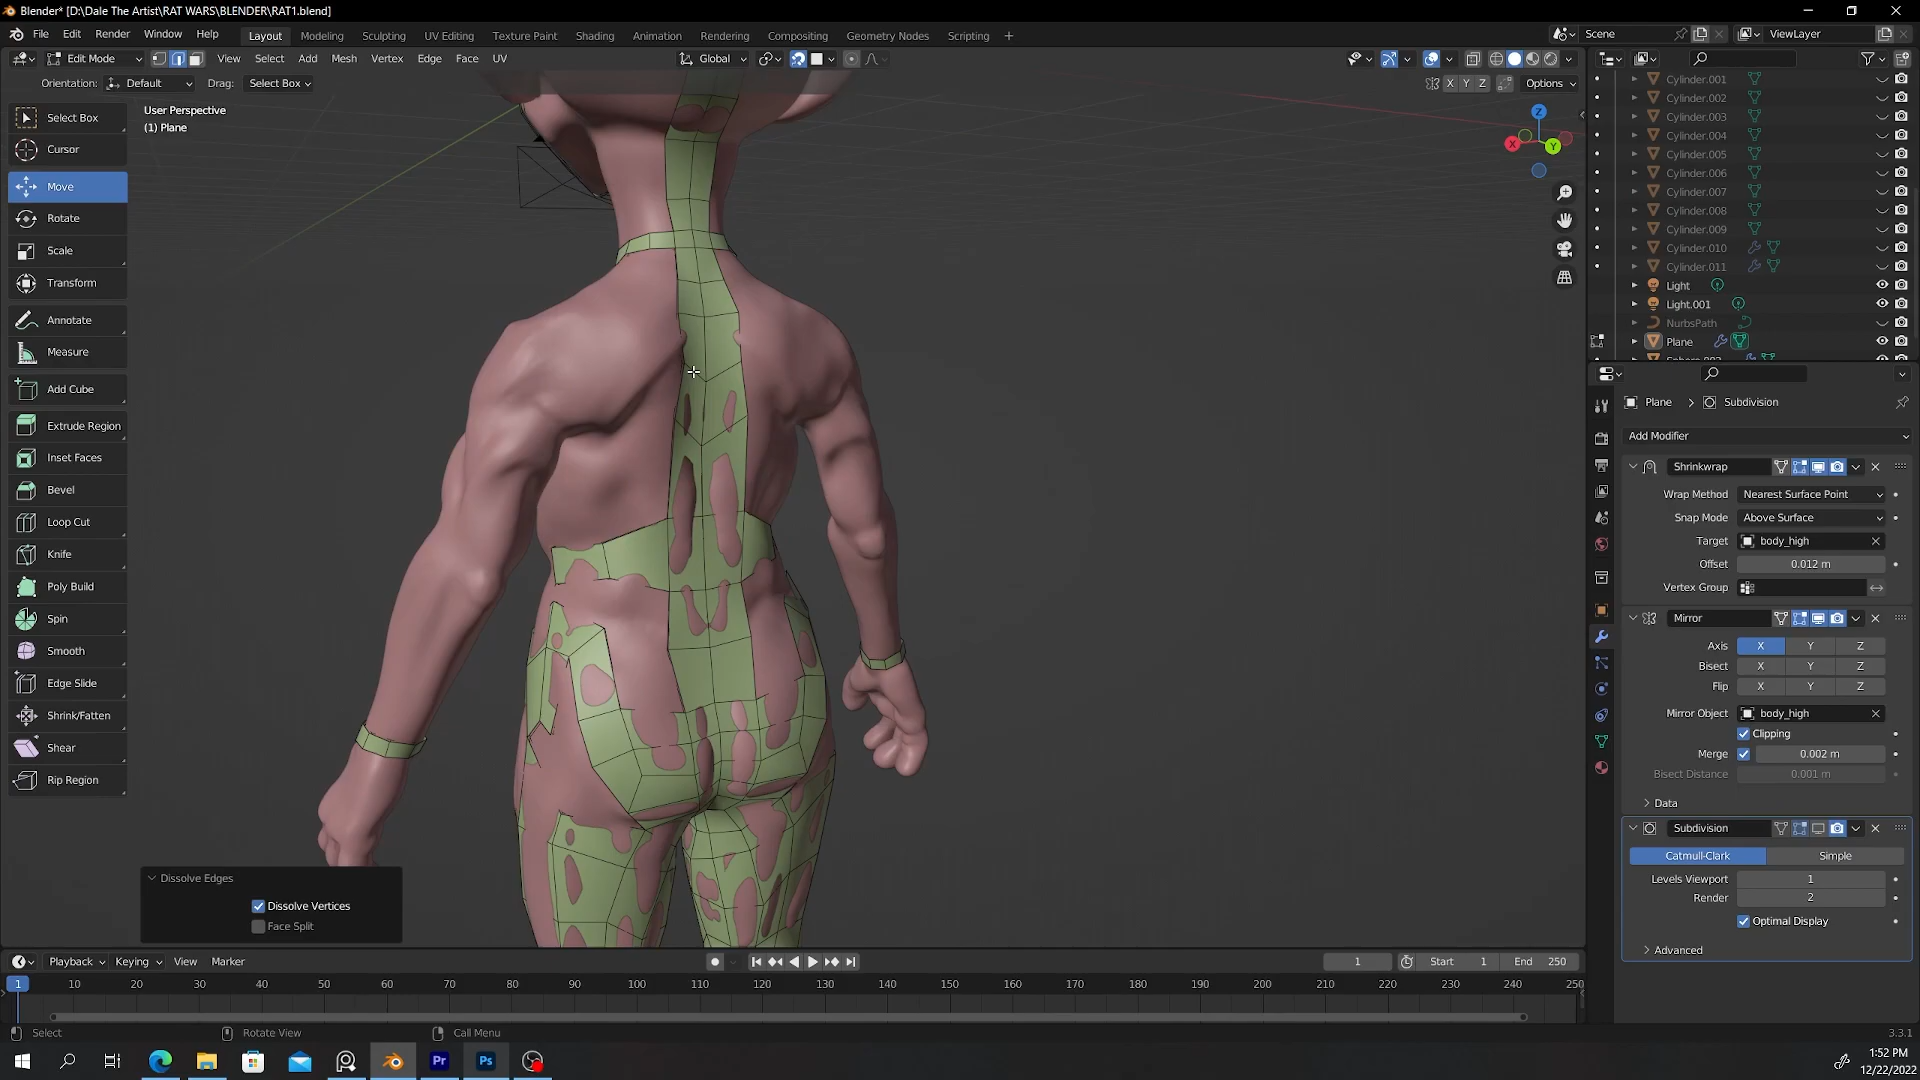 Blender* [D:\Dale The Artist\RAT WARS\BLENDER\RAT1.blend]
File Edit Render Window Help Layout Modeling Sculpting UV Editing Texture Paint Shading Animation Rendering Compositing Geometry Nodes Scripting + Scene ViewLayer
Edit Mode View Select Add Mesh Vertex Edge Face UV Global
Orientation: Default Drag: Select Box X Y Z Options
User Perspective
(1) Plane
Select Box
Cursor
Move
Rotate
Scale
Transform
Annotate
Measure
Add Cube
Extrude Region
Inset Faces
Bevel
Loop Cut
Knife
Poly Build
Spin
Smooth
Edge Slide
Shrink/Fatten
Shear
Rip Region
Z
X
Y
Dissolve Edges
Dissolve Vertices
Face Split
Cylinder.001
Cylinder.002
Cylinder.003
Cylinder.004
Cylinder.005
Cylinder.006
Cylinder.007
Cylinder.008
Cylinder.009
Cylinder.010
Cylinder.011
Light
Light.001
NurbsPath
Plane
Plane Subdivision
Add Modifier
Shrinkwrap
Wrap Method Nearest Surface Point
Snap Mode Above Surface
Target body_high
Offset 0.012 m
Vertex Group
Mirror
Axis X Y Z
Bisect X Y Z
Flip X Y Z
Mirror Object body_high
Clipping
Merge 0.002 m
Bisect Distance 0.001 m
Data
Subdivision
Catmull-Clark Simple
Levels Viewport 1
Render 2
Optimal Display
Advanced
Playback Keying View Marker 1 Start 1 End 250
1 10 20 30 40 50 60 70 80 90 100 110 120 130 140 150 160 170 180 190 200 210 220 230 240 250
Select Rotate View Call Menu 3.3.1
Pr Ps
1:52 PM
12/22/2022